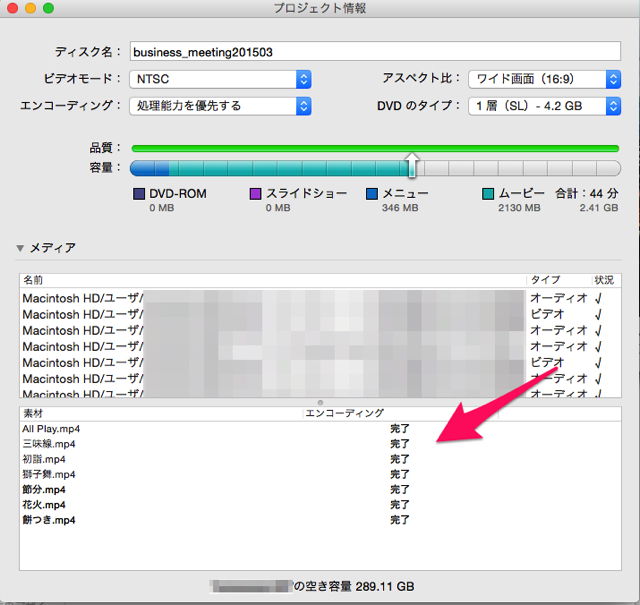 プロジェクト情報
ディスク名： business_meeting201503
ビデオモード： NTSC アスペクト比： ワイド画面（16:9）
エンコーディング： 処理能力を優先する DVD のタイプ： 1 層（SL）- 4.2 GB
品質：
容量：
DVD-ROM スライドショー メニュー ムービー 合計：44 分
0 MB 0 MB 346 MB 2130 MB 2.41 GB
▼ メディア
名前 タイプ 状況
Macintosh HD/ユーザ/ オーディオ √
Macintosh HD/ユーザ/ ビデオ √
Macintosh HD/ユーザ/ オーディオ √
Macintosh HD/ユーザ/ オーディオ √
Macintosh HD/ユーザ/ ビデオ √
Macintosh HD/ユーザ/ オーディオ √
Macintosh HD/ユーザ/ オーディオ √
素材 エンコーディング
All Play.mp4 完了
三味線.mp4 完了
初詣.mp4 完了
獅子舞.mp4 完了
節分.mp4 完了
花火.mp4 完了
餅つき.mp4 完了
の空き容量 289.11 GB